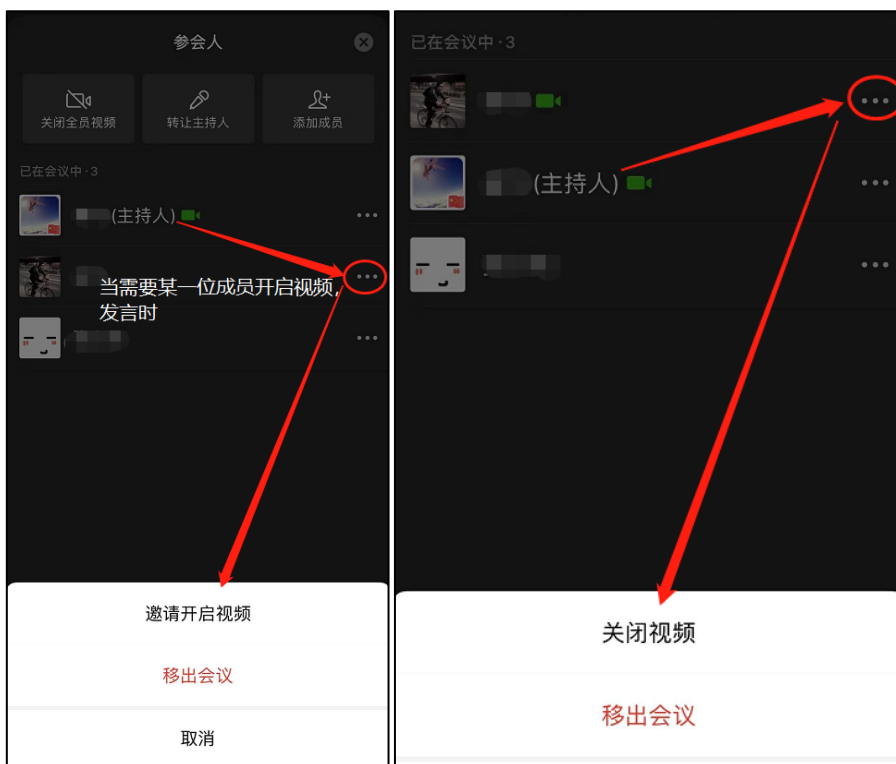 参会人
关闭全员视频
转让主持人
添加成员
已在会议中·3
(主持人)
当需要某一位成员开启视频,
发言时
邀请开启视频
移出会议
取消
已在会议中·3
(主持人)
关闭视频
移出会议